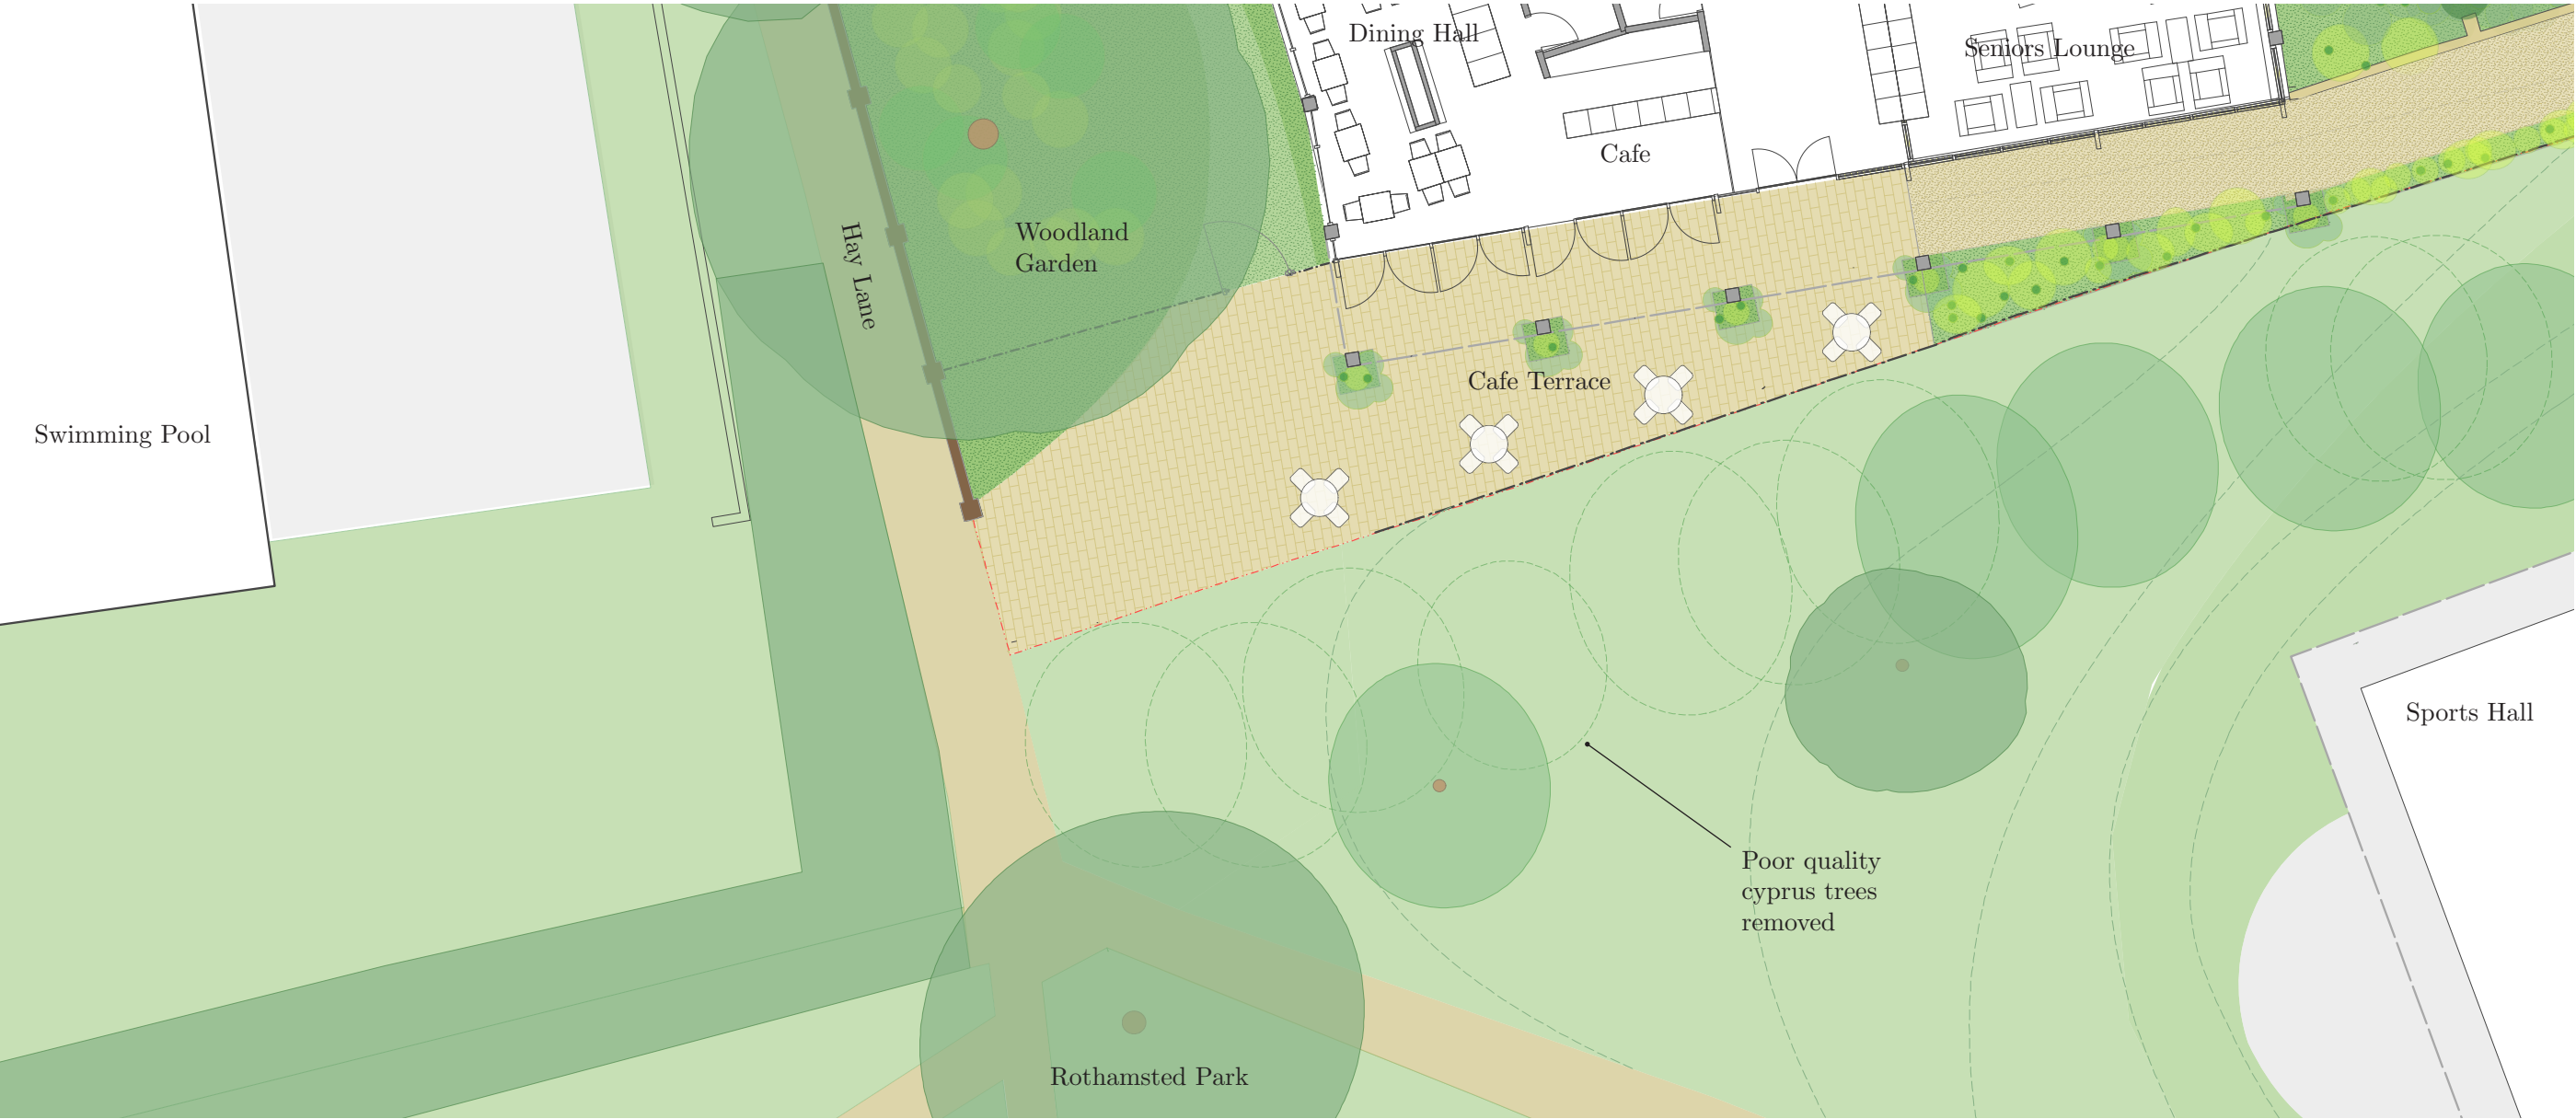 Dining Hall
Seniors Lounge
Cafe
Woodland
Garden
Hay Lane
Cafe Terrace
Swimming Pool
Sports Hall
Poor quality
cyprus trees
removed
Rothamsted Park